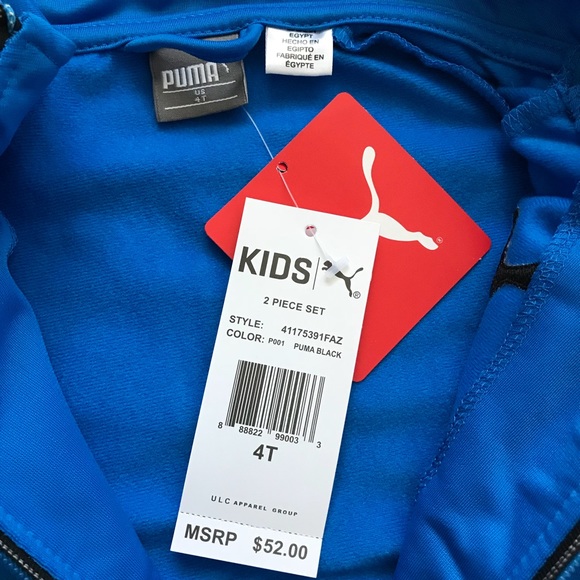 PUMA
US
4T
EGYPT
HECHO EN
EGIPTO
FABRIQUÉ EN
ÉGYPTE
KIDS
®
2 PIECE SET
STYLE: 41175391FAZ
COLOR: P001 PUMA BLACK
8 88822 99003 3
4T
ULC APPAREL GROUP
MSRP $52.00